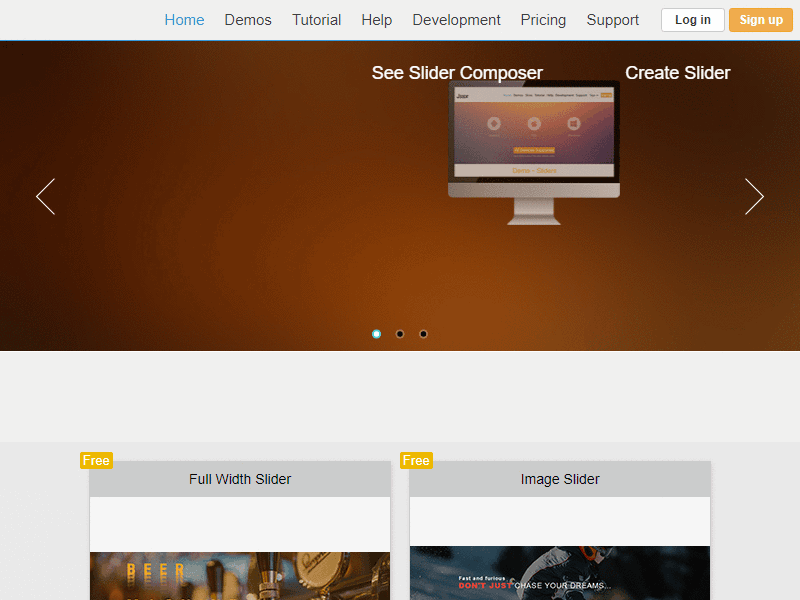 Home Demos Tutorial Help Development Pricing Support Log in Sign up
See Slider Composer Create Slider
Demo - Sliders
Free Free
Full Width Slider Image Slider
BEER
Fast and furious
DON'T JUST CHASE YOUR DREAMS...